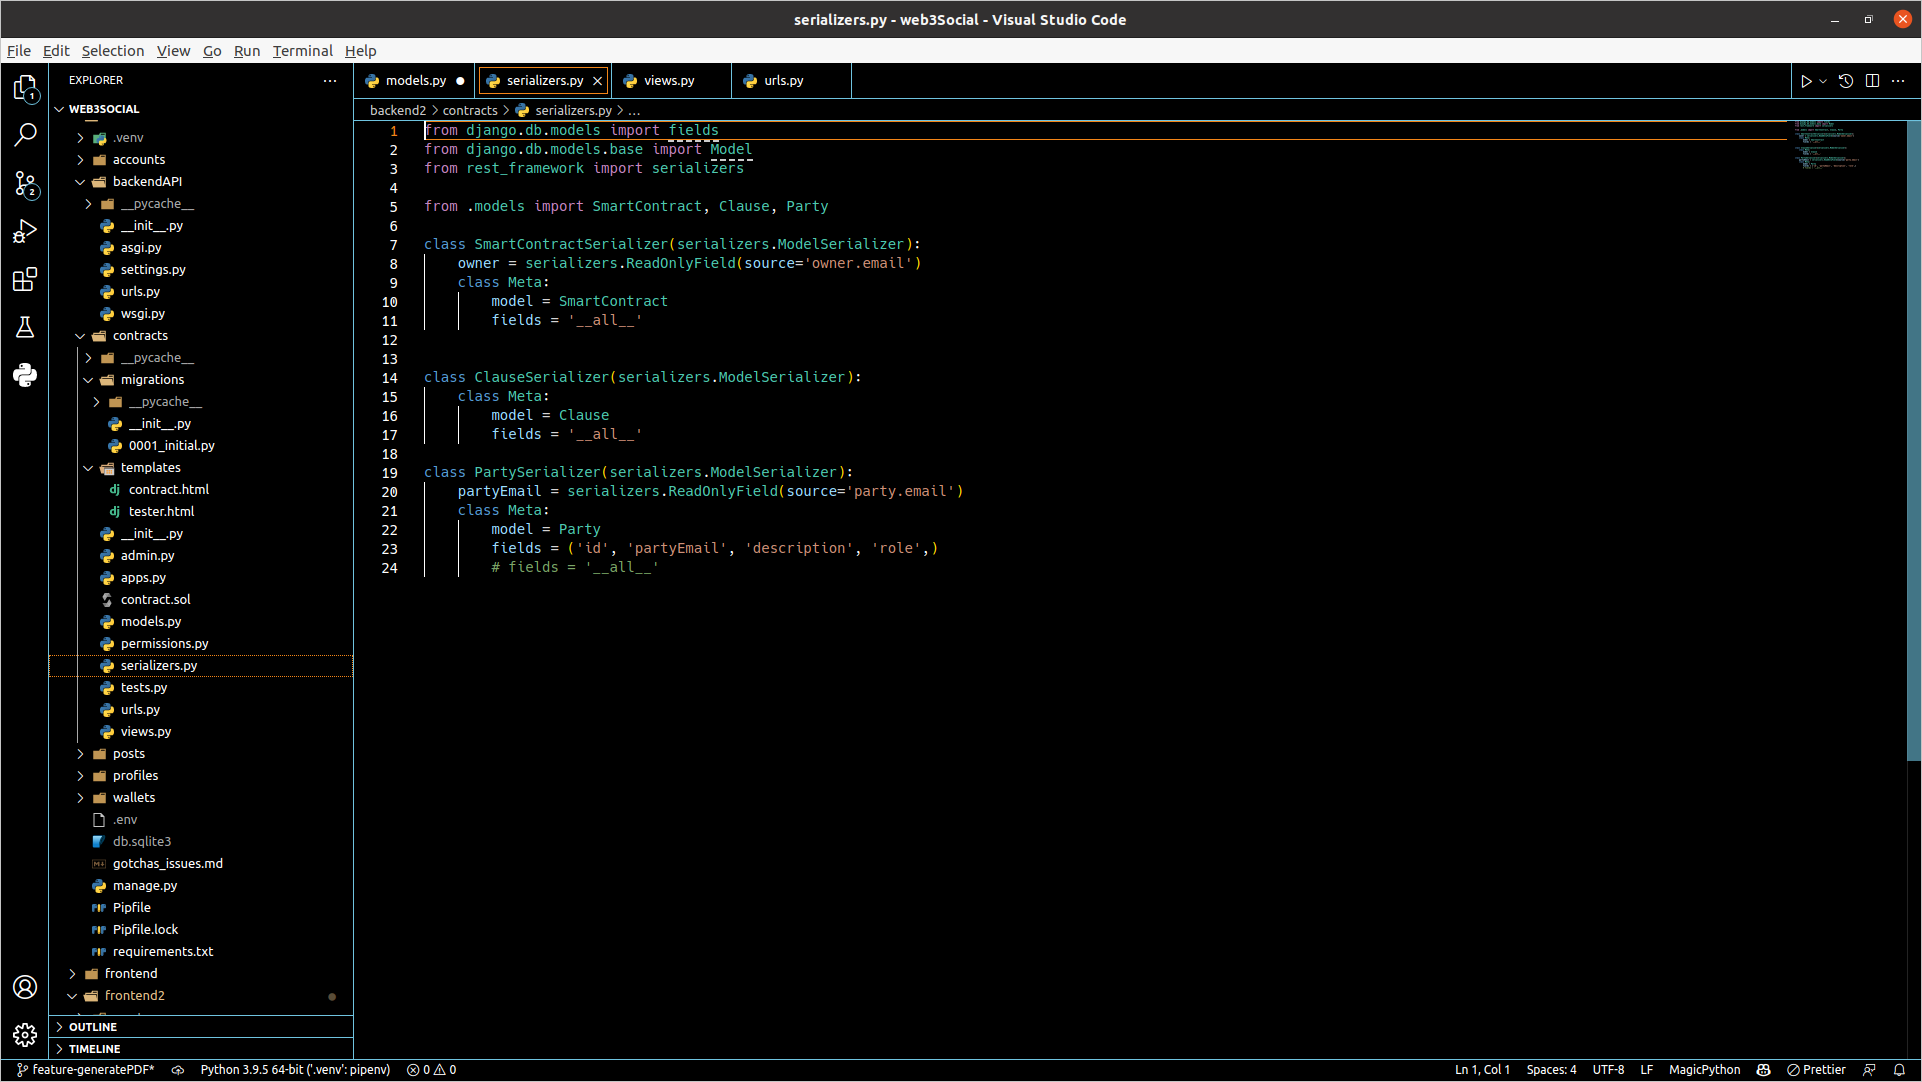 serializers.py - web3Social - Visual Studio Code
File Edit Selection View Go Run Terminal Help
EXPLORER
WEB3SOCIAL
.venv
accounts
backendAPI
__pycache__
__init__.py
asgi.py
settings.py
urls.py
wsgi.py
contracts
__pycache__
migrations
__pycache__
__init__.py
0001_initial.py
templates
contract.html
tester.html
__init__.py
admin.py
apps.py
contract.sol
models.py
permissions.py
serializers.py
tests.py
urls.py
views.py
posts
profiles
wallets
.env
db.sqlite3
gotchas_issues.md
manage.py
Pipfile
Pipfile.lock
requirements.txt
frontend
frontend2
OUTLINE
TIMELINE
models.py serializers.py views.py urls.py
backend2 > contracts > serializers.py > ...
1 from django.db.models import fields
2 from django.db.models.base import Model
3 from rest_framework import serializers
4
5 from .models import SmartContract, Clause, Party
6
7 class SmartContractSerializer(serializers.ModelSerializer):
8 owner = serializers.ReadOnlyField(source='owner.email')
9 class Meta:
10 model = SmartContract
11 fields = '__all__'
12
13
14 class ClauseSerializer(serializers.ModelSerializer):
15 class Meta:
16 model = Clause
17 fields = '__all__'
18
19 class PartySerializer(serializers.ModelSerializer):
20 partyEmail = serializers.ReadOnlyField(source='party.email')
21 class Meta:
22 model = Party
23 fields = ('id', 'partyEmail', 'description', 'role',)
24 # fields = '__all__'
feature-generatePDF* Python 3.9.5 64-bit ('.venv': pipenv) 0 0 Ln 1, Col 1 Spaces: 4 UTF-8 LF MagicPython Prettier